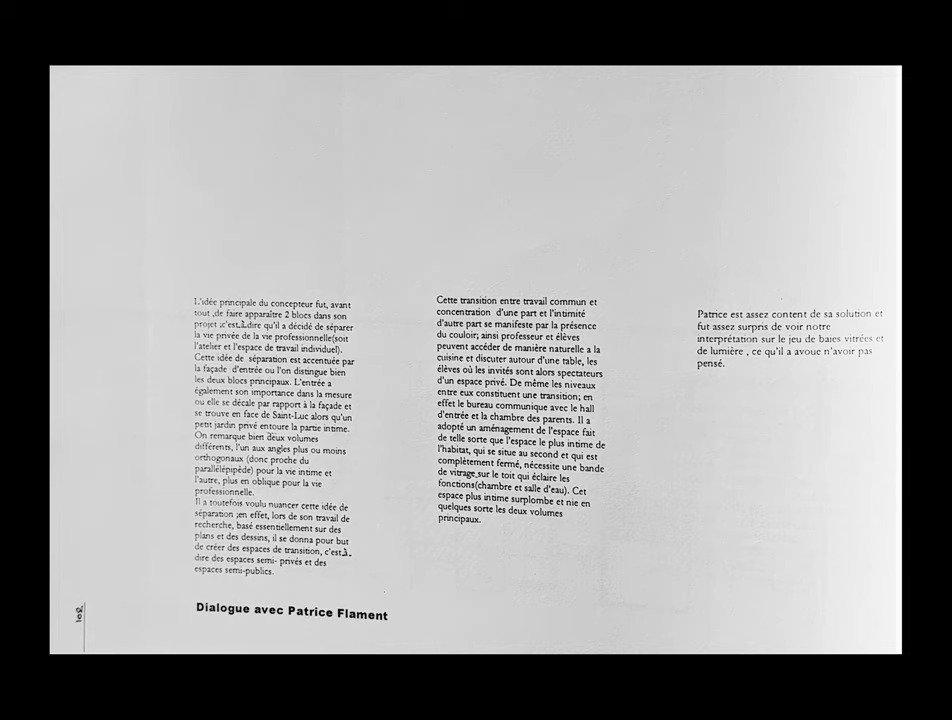 L'idée principale du concepteur fut, avant
tout ,de faire apparaître 2 blocs dans son
projet ;c'est.à.dire qu'il a décidé de séparer
la vie privée de la vie professionnelle(soit
l'atelier et l'espace de travail individuel).
Cette idée de séparation est accentuée par
la façade d'entrée ou l'on distingue bien
les deux blocs principaux. L'entrée a
également son importance dans la mesure
ou elle se décale par rapport à la façade et
se trouve en face de Saint-Luc alors qu'un
petit jardin privé entoure la partie intime.
On remarque bien deux volumes
différents, l'un aux angles plus ou moins
orthogonaux (donc proche du
parallélépipède) pour la vie intime et
l'autre, plus en oblique pour la vie
professionnelle.
Il a toutefois voulu nuancer cette idée de
séparation ;en effet, lors de son travail de
recherche, basé essentiellement sur des
plans et des dessins, il se donna pour but
de créer des espaces de transition, c'est.à.
dire des espaces semi- privés et des
espaces semi-publics.
Cette transition entre travail commun et
concentration d'une part et l'intimité
d'autre part se manifeste par la présence
du couloir; ainsi professeur et élèves
peuvent accéder de manière naturelle a la
cuisine et discuter autour d'une table, les
élèves où les invités sont alors spectateurs
d'un espace privé. De même les niveaux
entre eux constituent une transition; en
effet le bureau communique avec le hall
d'entrée et la chambre des parents. Il a
adopté un aménagement de l'espace fait
de telle sorte que l'espace le plus intime de
l'habitat, qui se situe au second et qui est
complètement fermé, nécessite une bande
de vitrage sur le toit qui éclaire les
fonctions(chambre et salle d'eau). Cet
espace plus intime surplombe et nie en
quelques sorte les deux volumes
principaux.
Patrice est assez content de sa solution et
fut assez surpris de voir notre
interprétation sur le jeu de baies vitrées et
de lumière , ce qu'il a avoue n'avoir pas
pensé.
Dialogue avec Patrice Flament